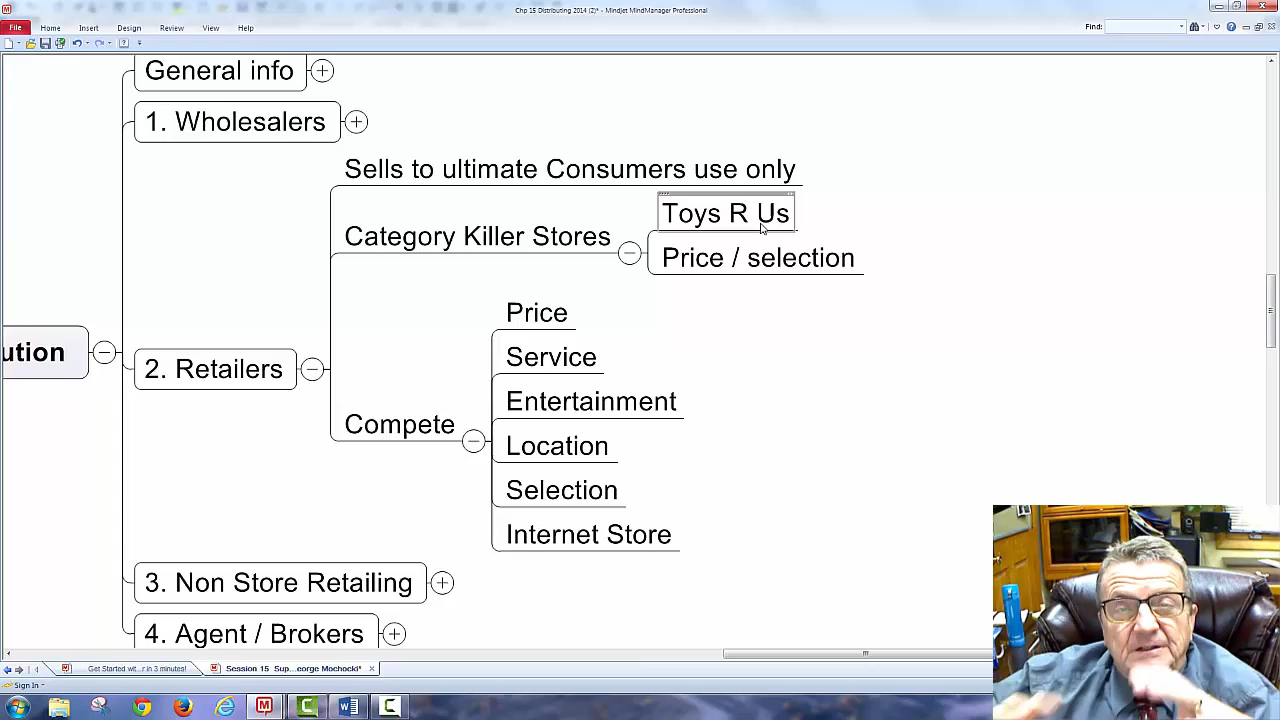 Chp 15 Distributing 2014 (2)* - Mindjet MindManager Professional
File Home Insert Design Review View Help Find:
General info
1. Wholesalers
Sells to ultimate Consumers use only
Toys R Us
Category Killer Stores
Price / selection
Price
Service
ution
2. Retailers
Entertainment
Compete
Location
Selection
Internet Store
3. Non Store Retailing
4. Agent / Brokers
Get Started wit...r in 3 minutes! Session 15 Sup...eorge Mochocki*
Sign In